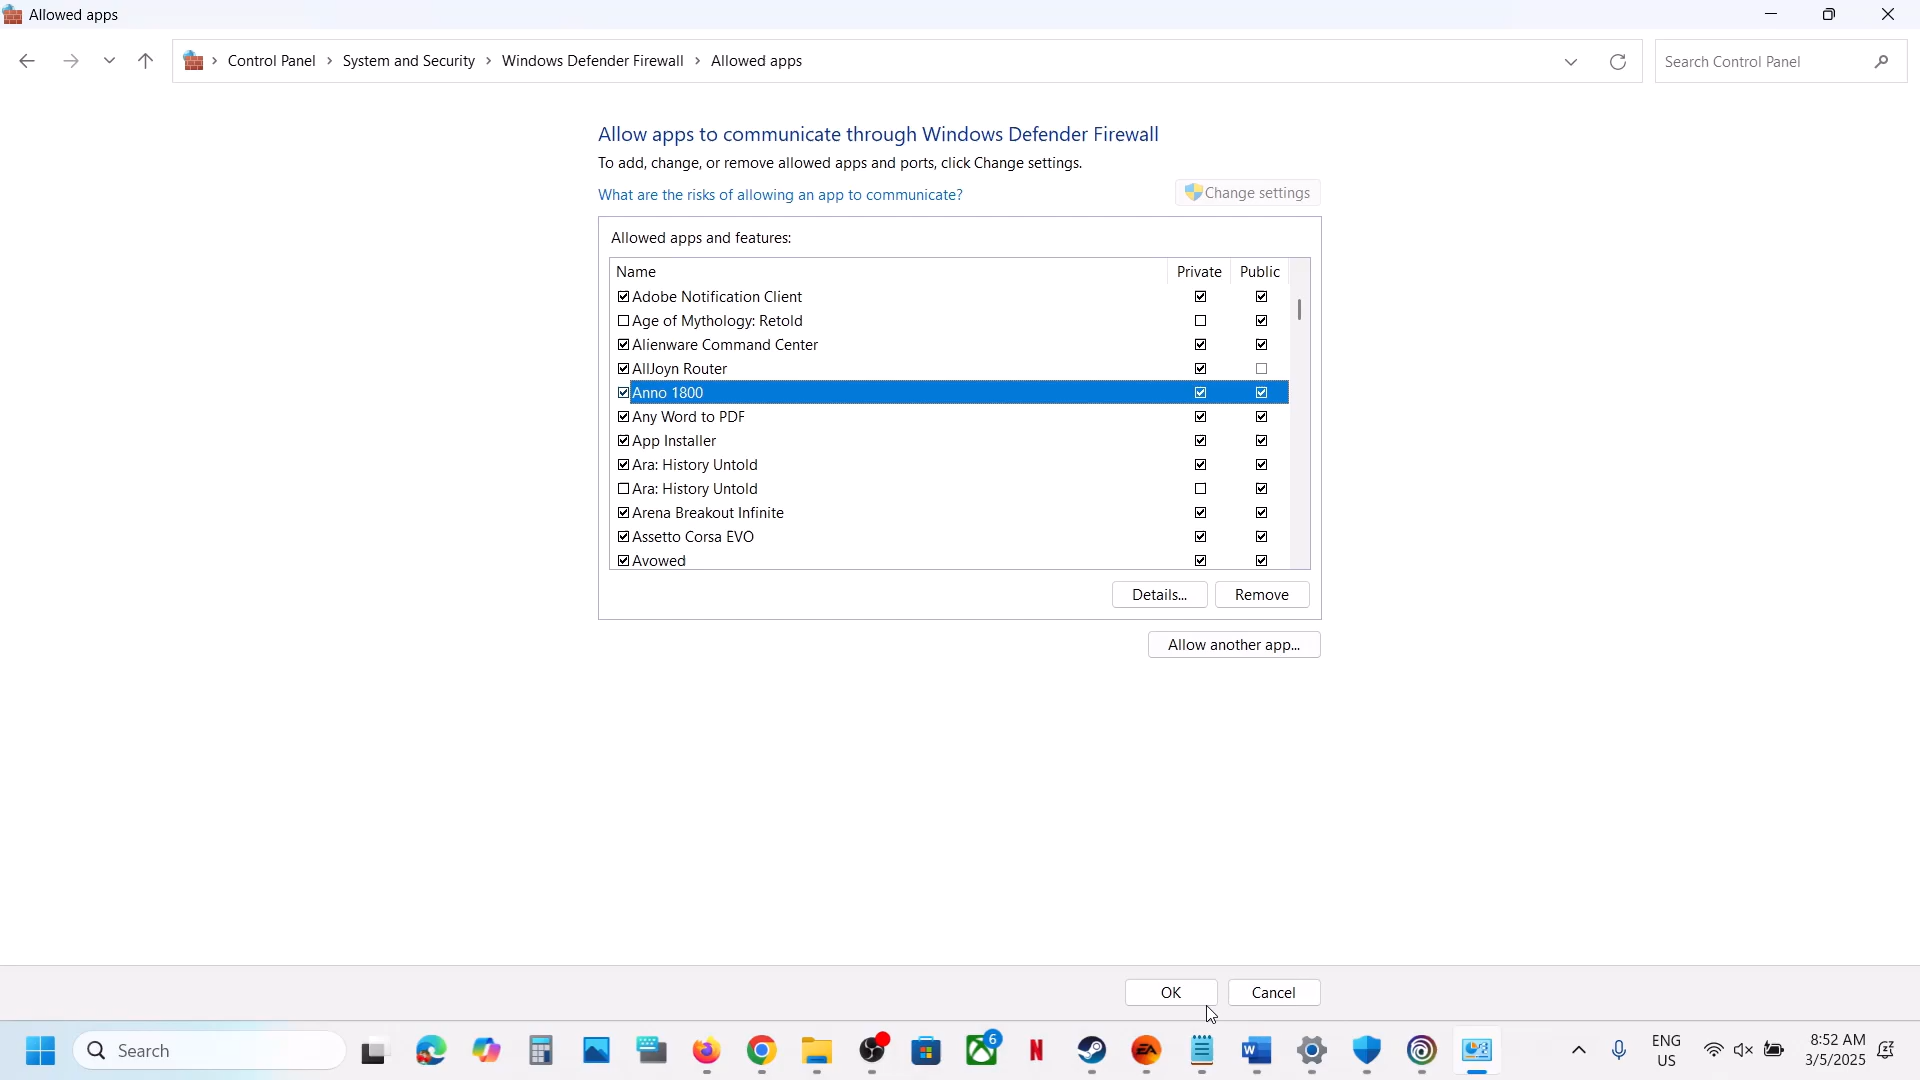 Allowed apps
Control Panel > System and Security > Windows Defender Firewall > Allowed apps
Search Control Panel
Allow apps to communicate through Windows Defender Firewall
To add, change, or remove allowed apps and ports, click Change settings.
What are the risks of allowing an app to communicate?
Change settings
Allowed apps and features:
Name Private Public
Adobe Notification Client
Age of Mythology: Retold
Alienware Command Center
AllJoyn Router
Anno 1800
Any Word to PDF
App Installer
Ara: History Untold
Ara: History Untold
Arena Breakout Infinite
Assetto Corsa EVO
Avowed
Details... Remove
Allow another app...
OK Cancel
Search
6
N
EA
W
ENG
US
8:52 AM
3/5/2025